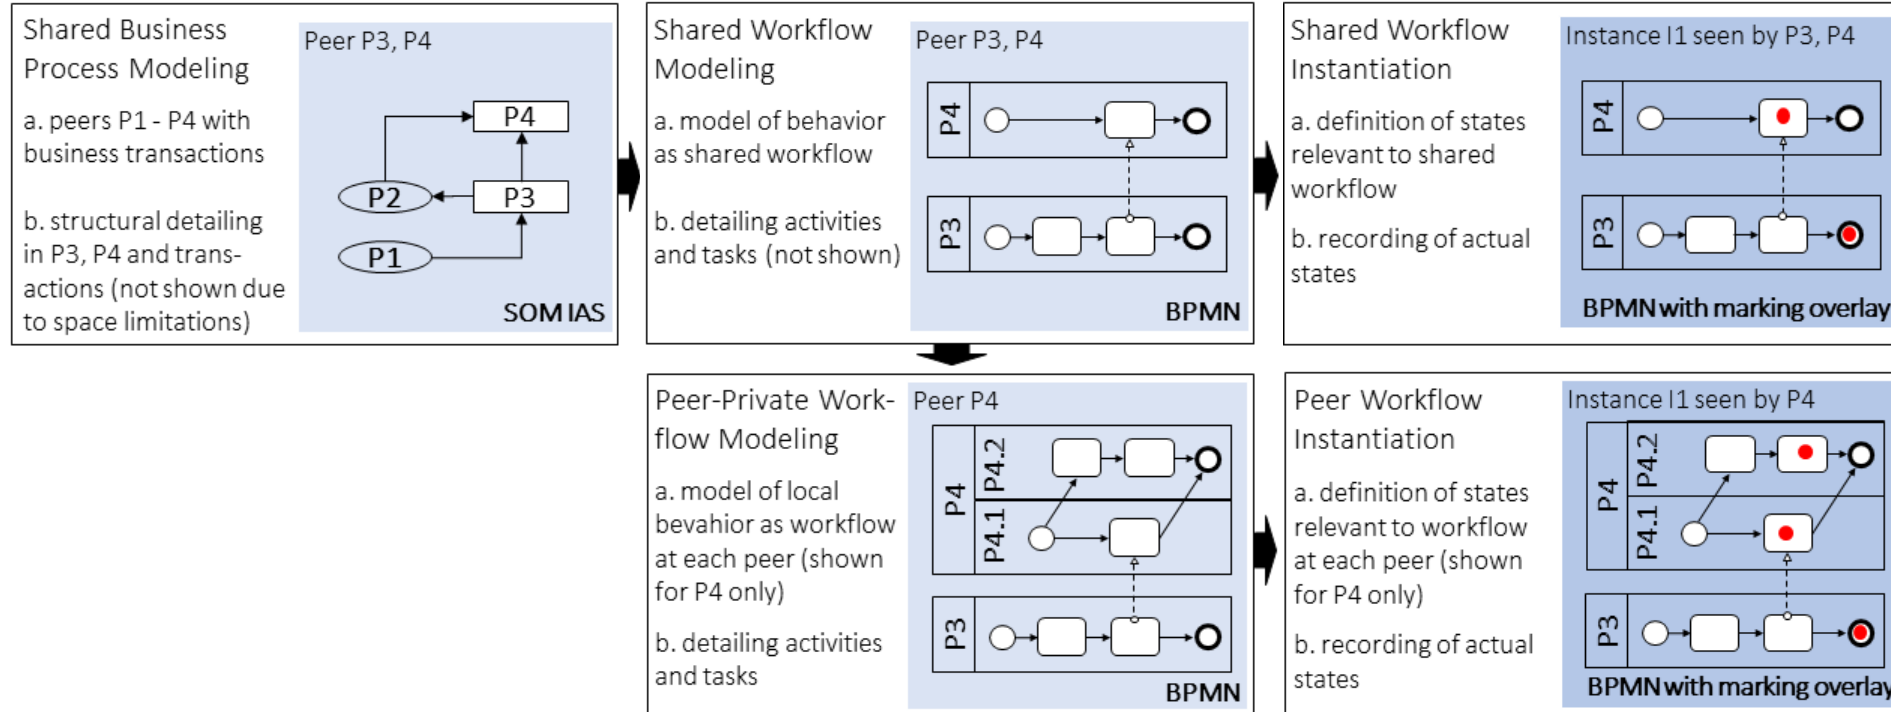 Shared Business
Process Modeling
a. peers P1 - P4 with
business transactions
b. structural detailing
in P3, P4 and trans-
actions (not shown due
to space limitations)
Peer P3, P4
P4
P2
P3
P1
SOM IAS
Shared Workflow
Modeling
a. model of behavior
as shared workflow
b. detailing activities
and tasks (not shown)
Peer P3, P4
P4
P3
BPMN
Shared Workflow
Instantiation
a. definition of states
relevant to shared
workflow
b. recording of actual
states
Instance I1 seen by P3, P4
P4
P3
BPMN with marking overlay
Peer-Private Work-
flow Modeling
a. model of local
bevahior as workflow
at each peer (shown
for P4 only)
b. detailing activities
and tasks
Peer P4
P4
P4.2
P4.1
P3
BPMN
Peer Workflow
Instantiation
a. definition of states
relevant to workflow
at each peer (shown
for P4 only)
b. recording of actual
states
Instance I1 seen by P4
P4
P4.2
P4.1
P3
BPMN with marking overlay